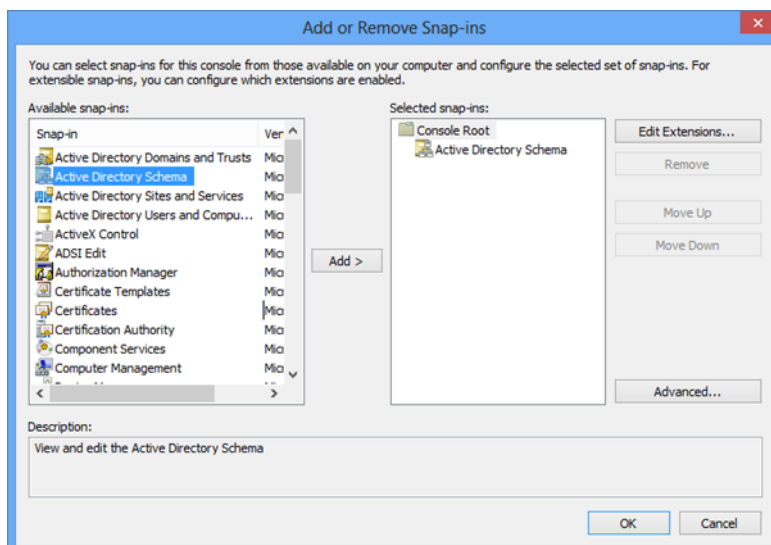 Add or Remove Snap-ins
You can select snap-ins for this console from those available on your computer and configure the selected set of snap-ins. For
extensible snap-ins, you can configure which extensions are enabled.
Available snap-ins:
Selected snap-ins:
Snap-in Ver
Active Directory Domains and Trusts Mic
Active Directory Schema Mic
Active Directory Sites and Services Mic
Active Directory Users and Compu... Mic
ActiveX Control Mic
ADSI Edit Mic
Authorization Manager Mic
Certificate Templates Mic
Certificates Mic
Certification Authority Mic
Component Services Mic
Computer Management Mic
Add >
Console Root
Active Directory Schema
Edit Extensions...
Remove
Move Up
Move Down
Advanced...
Description:
View and edit the Active Directory Schema
OK
Cancel